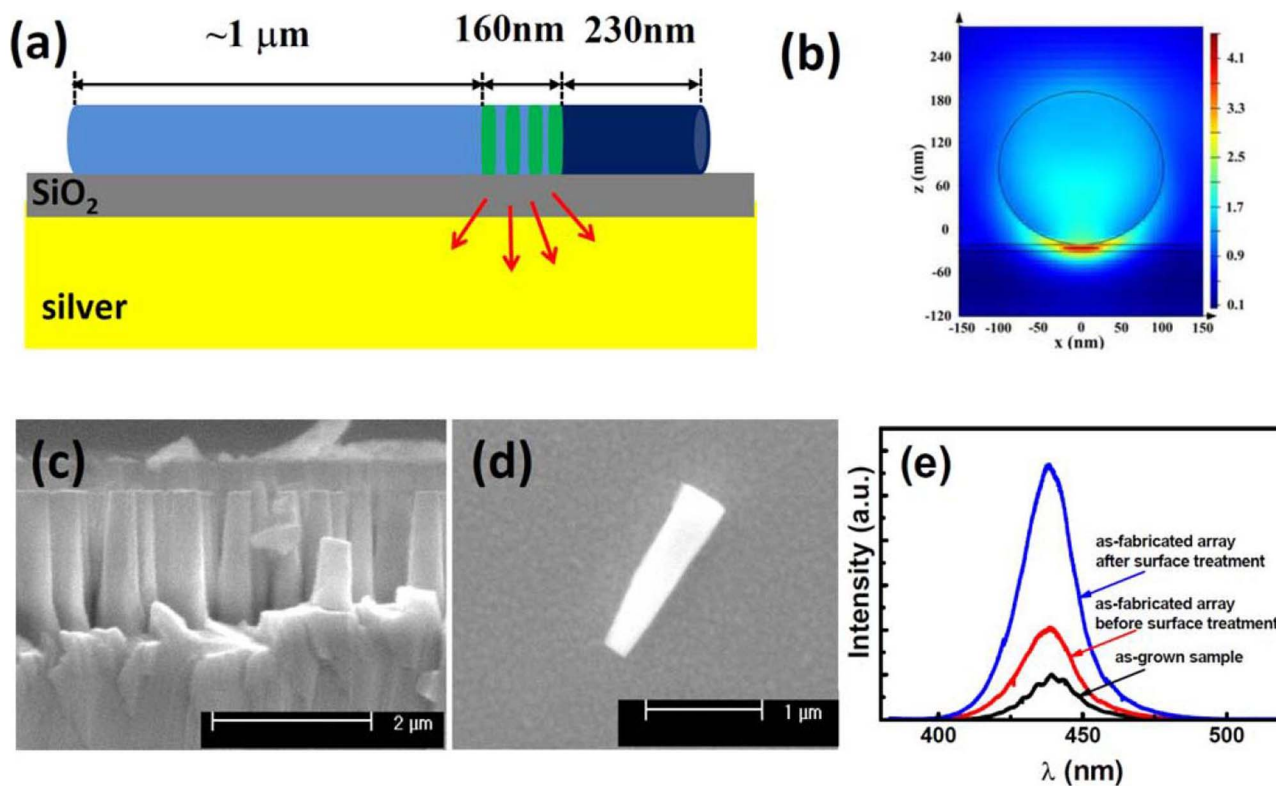 (a)
~1 μm
160nm
230nm
SiO₂
silver
(b)
240
180
120
60
0
-60
-120
z (nm)
-150
-100
-50
0
50
100
150
x (nm)
4.1
3.3
2.5
1.7
0.9
0.1
(c)
2 μm
(d)
1 μm
(e)
Intensity (a.u.)
as-fabricated array
after surface treatment
as-fabricated array
before surface treatment
as-grown sample
400
450
500
λ (nm)